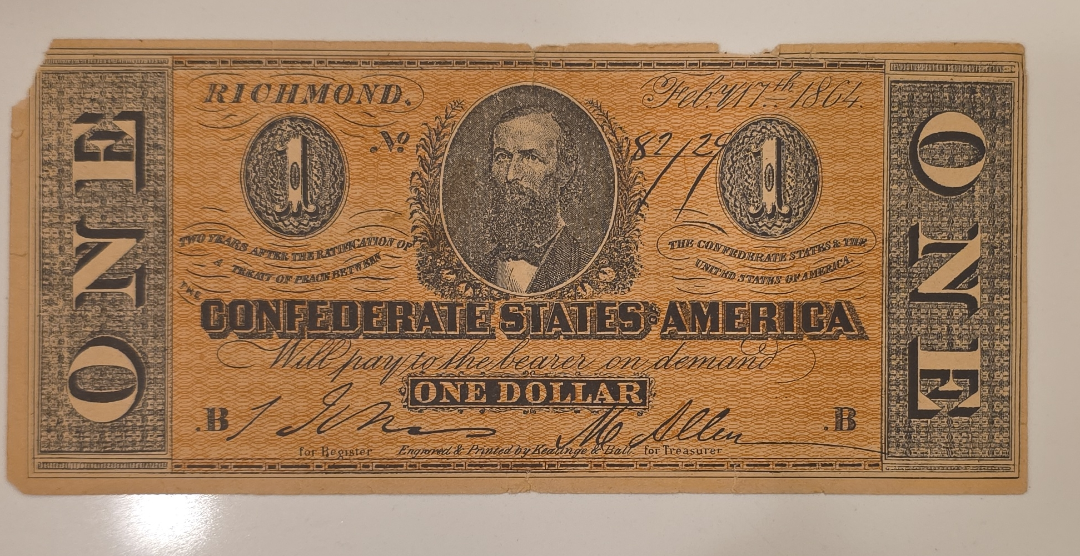 RICHMOND.
Feb.y 17th 1864
No 82129
1
1
ONE
ONE
TWO YEARS AFTER THE RATIFICATION OF
A TREATY OF PEACE BETWEEN
THE CONFEDERATE STATES & THE
UNITED STATES OF AMERICA.
THE
CONFEDERATE STATES OF AMERICA
Will pay to the bearer on demand
ONE DOLLAR
.B
M Allen
.B
for Register
Engraved & Printed by Keatinge & Ball.
for Treasurer